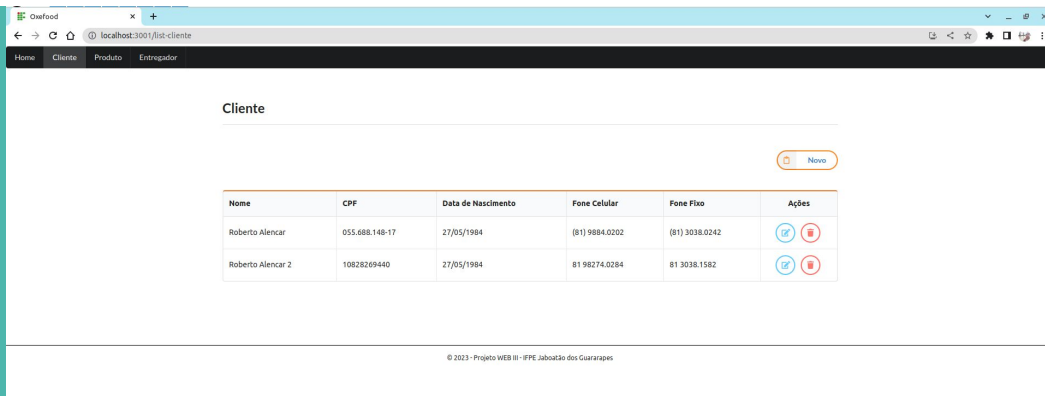 Oxefood
localhost:3001/list-cliente
Home Cliente Produto Entregador
Cliente
Novo
Nome CPF Data de Nascimento Fone Celular Fone Fixo Ações
Roberto Alencar 055.688.148-17 27/05/1984 (81) 9884.0202 (81) 3038.0242
Roberto Alencar 2 10828269440 27/05/1984 81 98274.0284 81 3038.1582
© 2023 - Projeto WEB III - IFPE Jaboatão dos Guararapes